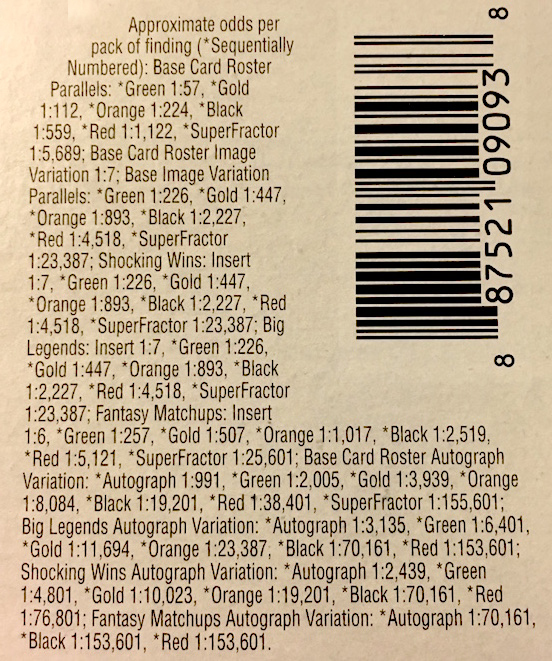 Approximate odds per
pack of finding (*Sequentially
Numbered): Base Card Roster
Parallels: *Green 1:57, *Gold
1:112, *Orange 1:224, *Black
1:559, *Red 1:1,122, *SuperFractor
1:5,689; Base Card Roster Image
Variation 1:7; Base Image Variation
Parallels: *Green 1:226, *Gold 1:447,
*Orange 1:893, *Black 1:2,227,
*Red 1:4,518, *SuperFractor
1:23,387; Shocking Wins: Insert
1:7, *Green 1:226, *Gold 1:447,
*Orange 1:893, *Black 1:2,227, *Red
1:4,518, *SuperFractor 1:23,387; Big
Legends: Insert 1:7, *Green 1:226,
*Gold 1:447, *Orange 1:893, *Black
1:2,227, *Red 1:4,518, *SuperFractor
1:23,387; Fantasy Matchups: Insert
1:6, *Green 1:257, *Gold 1:507, *Orange 1:1,017, *Black 1:2,519,
*Red 1:5,121, *SuperFractor 1:25,601; Base Card Roster Autograph
Variation: *Autograph 1:991, *Green 1:2,005, *Gold 1:3,939, *Orange
1:8,084, *Black 1:19,201, *Red 1:38,401, *SuperFractor 1:155,601;
Big Legends Autograph Variation: *Autograph 1:3,135, *Green 1:6,401,
*Gold 1:11,694, *Orange 1:23,387, *Black 1:70,161, *Red 1:153,601;
Shocking Wins Autograph Variation: *Autograph 1:2,439, *Green
1:4,801, *Gold 1:10,023, *Orange 1:19,201, *Black 1:70,161, *Red
1:76,801; Fantasy Matchups Autograph Variation: *Autograph 1:70,161,
*Black 1:153,601, *Red 1:153,601.
8 87521 09093 8